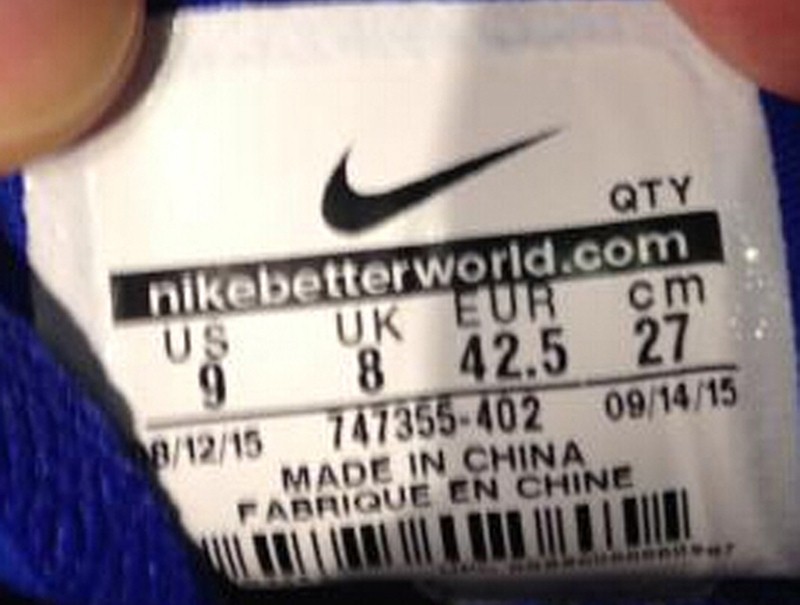 QTY
nikebetterworld.com
US UK EUR cm
9 8 42.5 27
8/12/15 747355-402 09/14/15
MADE IN CHINA
FABRIQUE EN CHINE